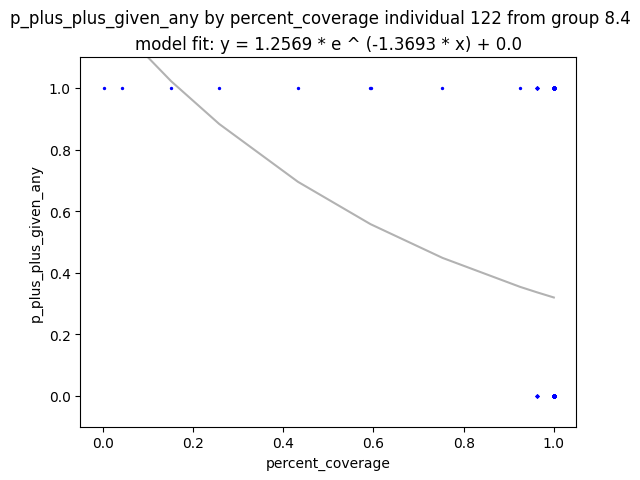 p_plus_plus_given_any by percent_coverage individual 122 from group 8.4
model fit: y = 1.2569 * e ^ (-1.3693 * x) + 0.0
1.0
0.8
0.6
0.4
0.2
0.0
p_plus_plus_given_any
0.0 0.2 0.4 0.6 0.8 1.0
percent_coverage